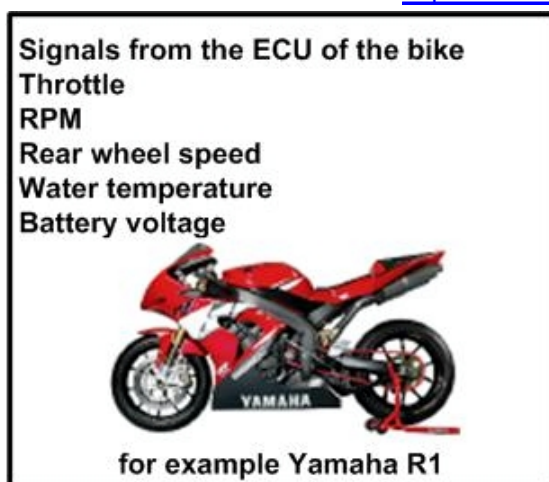 Signals from the ECU of the bike
Throttle
RPM
Rear wheel speed
Water temperature
Battery voltage
YAMAHA
for example Yamaha R1